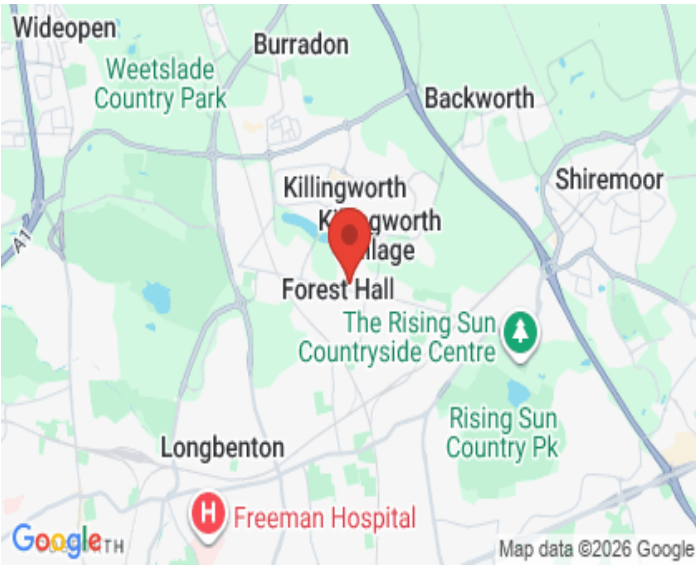 Wideopen
Burradon
Weetslade
Country Park
Backworth
Killingworth
Shiremoor
Village
A1
Forest Hall
The Rising Sun
Countryside Centre
Rising Sun
Country Pk
Longbenton
H
Freeman Hospital
Google
Map data ©2026 Google